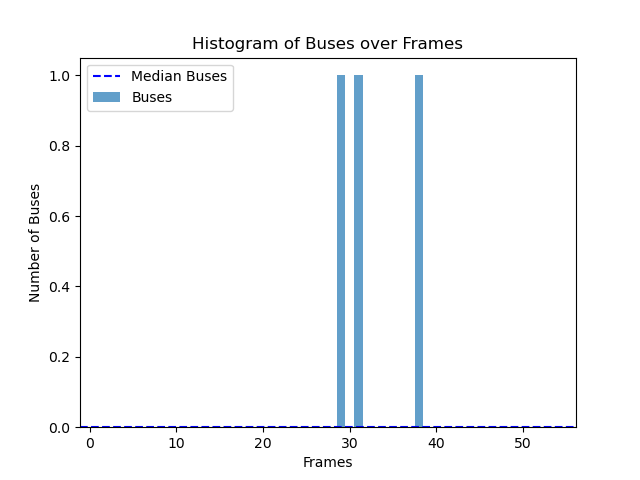 Histogram of Buses over Frames
Median Buses
Buses
Number of Buses
1.0
0.8
0.6
0.4
0.2
0.0
0 10 20 30 40 50
Frames